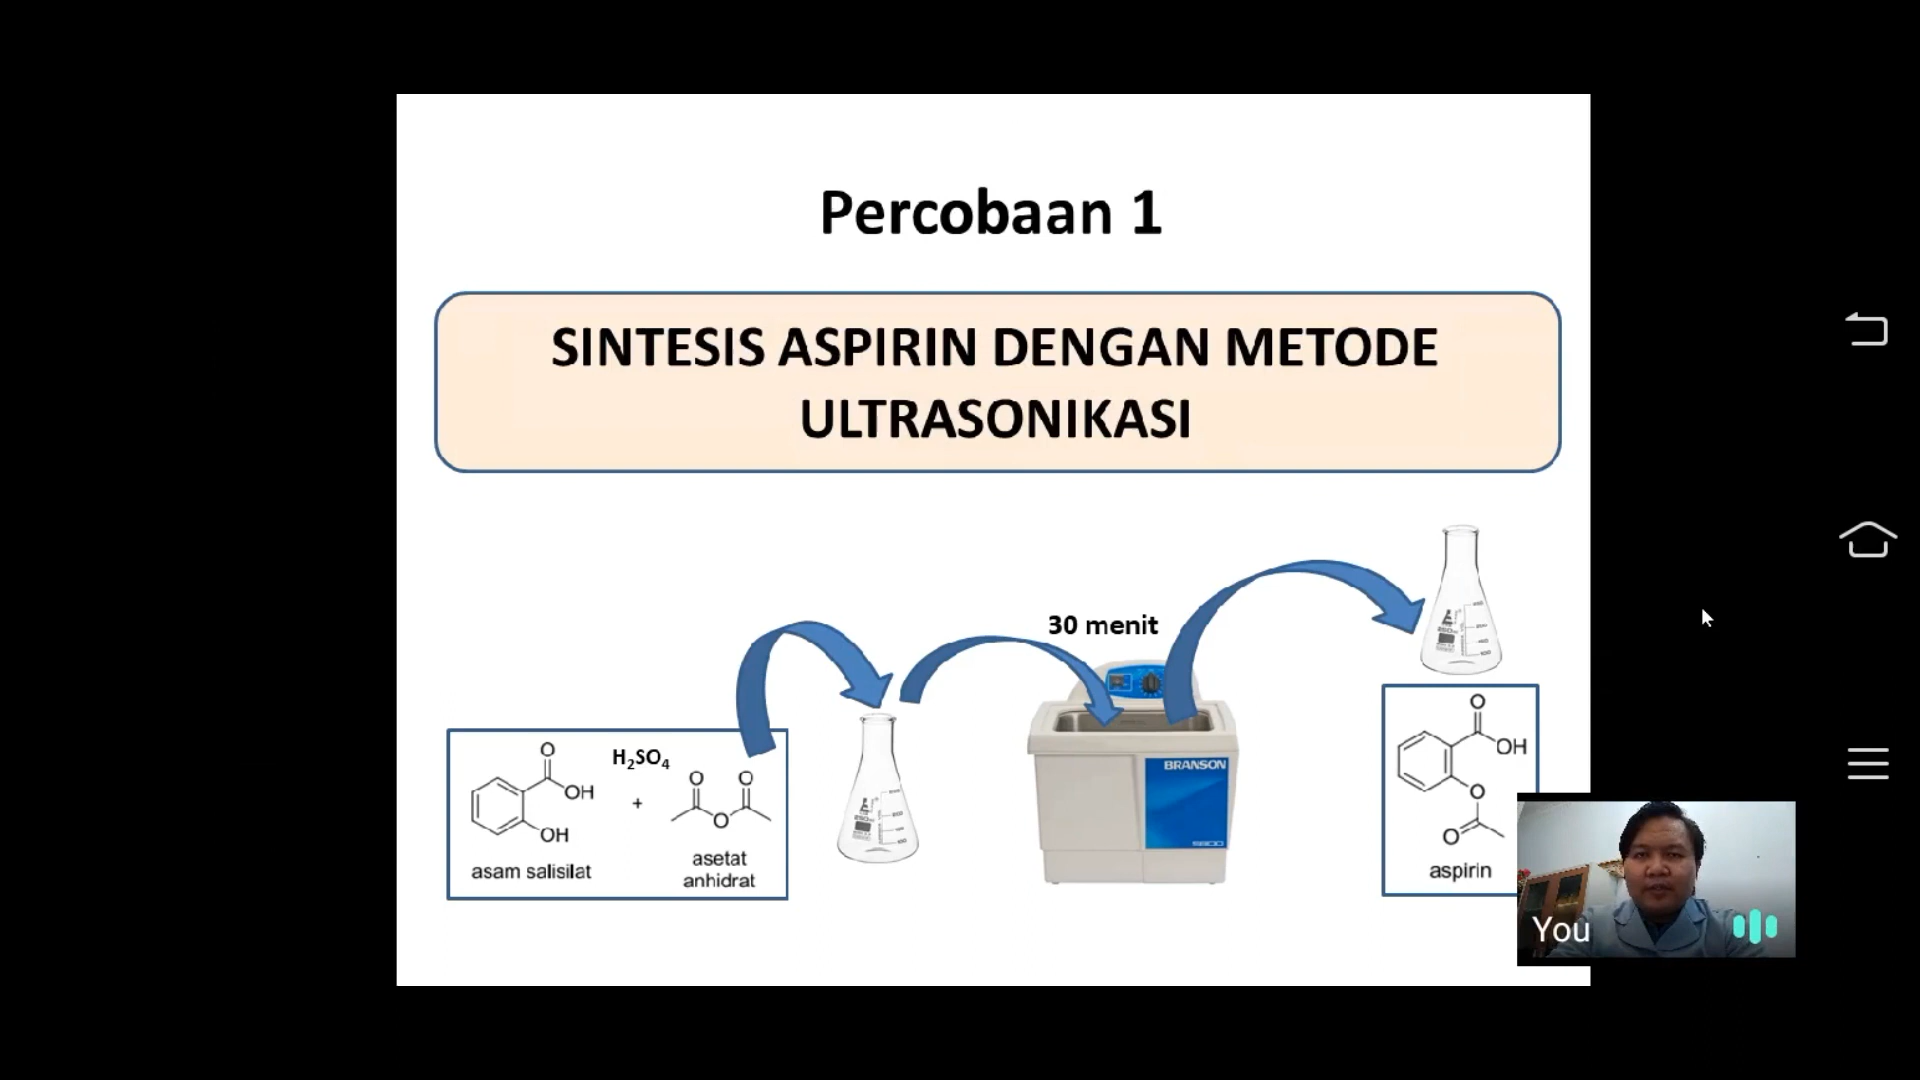 Percobaan 1
SINTESIS ASPIRIN DENGAN METODE
ULTRASONIKASI
30 menit
H₂SO₄
O
OH
OH
+
O
O
O
asam salisilat
asetat
anhidrat
BRANSON
O
OH
O
O
aspirin
You